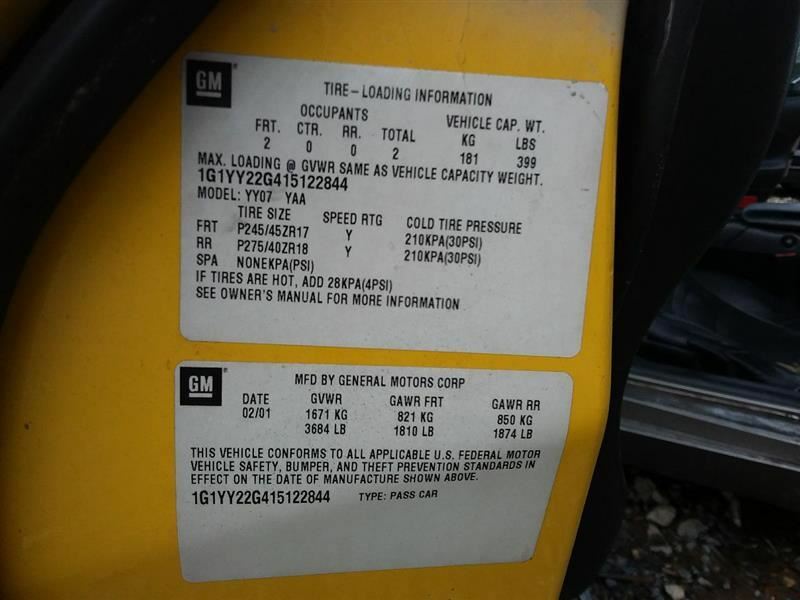 GM
TIRE-LOADING INFORMATION
OCCUPANTS VEHICLE CAP. WT.
FRT. CTR. RR. TOTAL KG LBS
2 0 0 2 181 399
MAX. LOADING @ GVWR SAME AS VEHICLE CAPACITY WEIGHT.
1G1YY22G415122844
MODEL: YY07 YAA
TIRE SIZE SPEED RTG COLD TIRE PRESSURE
FRT P245/45ZR17 Y 210KPA(30PSI)
RR P275/40ZR18 Y 210KPA(30PSI)
SPA NONEKPA(PSI)
IF TIRES ARE HOT, ADD 28KPA(4PSI)
SEE OWNER'S MANUAL FOR MORE INFORMATION
GM
MFD BY GENERAL MOTORS CORP
DATE GVWR GAWR FRT GAWR RR
02/01 1671 KG 821 KG 850 KG
3684 LB 1810 LB 1874 LB
THIS VEHICLE CONFORMS TO ALL APPLICABLE U.S. FEDERAL MOTOR
VEHICLE SAFETY, BUMPER, AND THEFT PREVENTION STANDARDS IN
EFFECT ON THE DATE OF MANUFACTURE SHOWN ABOVE.
1G1YY22G415122844 TYPE: PASS CAR